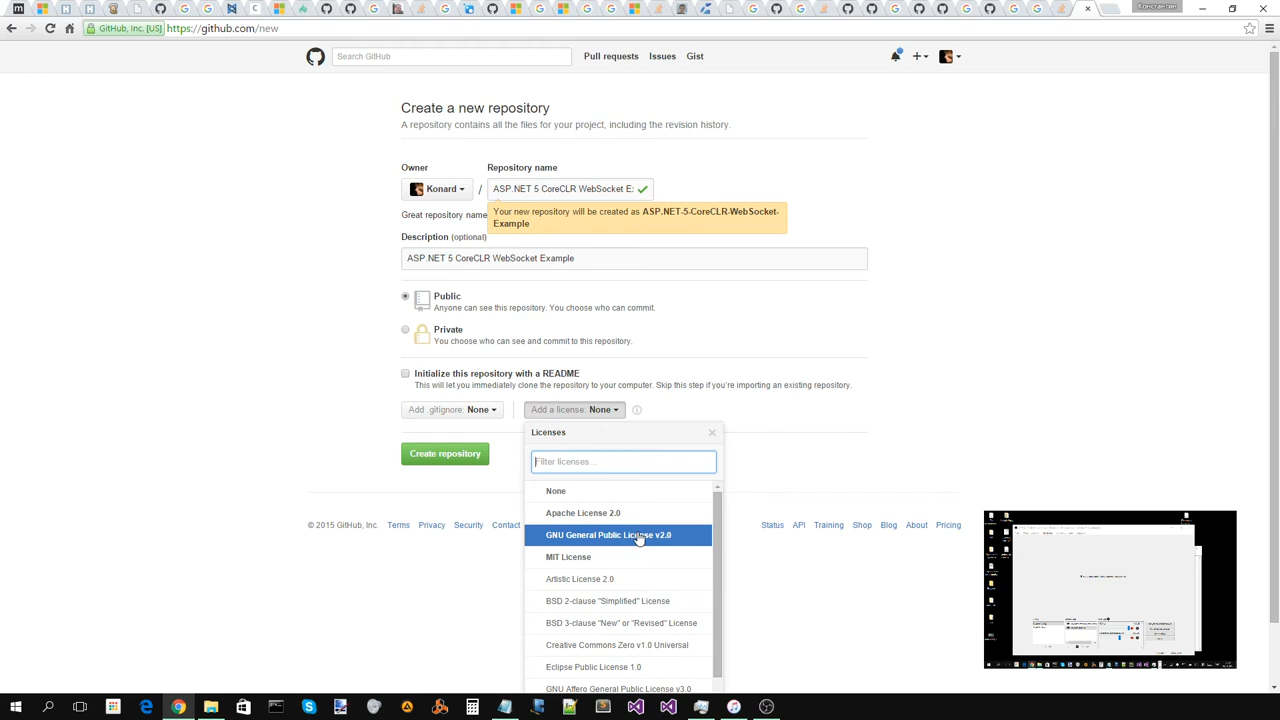 Константин
GitHub, Inc. [US] https://github.com/new
Search GitHub
Pull requests Issues Gist
Create a new repository
A repository contains all the files for your project, including the revision history.
Owner Repository name
Konard / ASP.NET 5 CoreCLR WebSocket E:
Your new repository will be created as ASP.NET-5-CoreCLR-WebSocket-
Example
Great repository name
Description (optional)
ASP.NET 5 CoreCLR WebSocket Example
Public
Anyone can see this repository. You choose who can commit.
Private
You choose who can see and commit to this repository.
Initialize this repository with a README
This will let you immediately clone the repository to your computer. Skip this step if you're importing an existing repository.
Add .gitignore: None Add a license: None
Licenses
Create repository
Filter licenses...
None
Apache License 2.0
© 2015 GitHub, Inc. Terms Privacy Security Contact Status API Training Shop Blog About Pricing
GNU General Public License v2.0
MIT License
Artistic License 2.0
BSD 2-clause "Simplified" License
BSD 3-clause "New" or "Revised" License
Creative Commons Zero v1.0 Universal
Eclipse Public License 1.0
GNU Affero General Public License v3.0